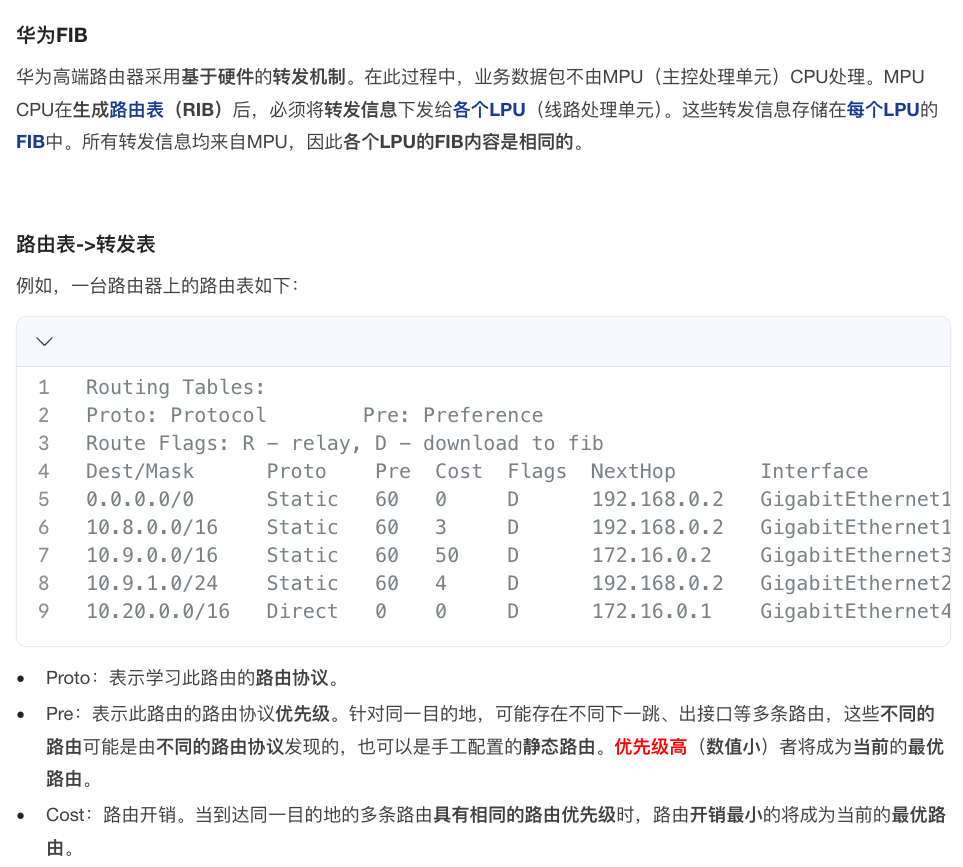 华为FIB
华为高端路由器采用基于硬件的转发机制。在此过程中，业务数据包不由MPU（主控处理单元）CPU处理。MPU
CPU在生成路由表（RIB）后，必须将转发信息下发给各个LPU（线路处理单元）。这些转发信息存储在每个LPU的
FIB中。所有转发信息均来自MPU，因此各个LPU的FIB内容是相同的。
路由表->转发表
例如，一台路由器上的路由表如下：
1 Routing Tables:
2 Proto: Protocol Pre: Preference
3 Route Flags: R - relay, D - download to fib
4 Dest/Mask Proto Pre Cost Flags NextHop Interface
5 0.0.0.0/0 Static 60 0 D 192.168.0.2 GigabitEthernet1
6 10.8.0.0/16 Static 60 3 D 192.168.0.2 GigabitEthernet1
7 10.9.0.0/16 Static 60 50 D 172.16.0.2 GigabitEthernet3
8 10.9.1.0/24 Static 60 4 D 192.168.0.2 GigabitEthernet2
9 10.20.0.0/16 Direct 0 0 D 172.16.0.1 GigabitEthernet4
• Proto：表示学习此路由的路由协议。
• Pre：表示此路由的路由协议优先级。针对同一目的地，可能存在不同下一跳、出接口等多条路由，这些不同的
路由可能是由不同的路由协议发现的，也可以是手工配置的静态路由。优先级高（数值小）者将成为当前的最优
路由。
• Cost：路由开销。当到达同一目的地的多条路由具有相同的路由优先级时，路由开销最小的将成为当前的最优路
由。